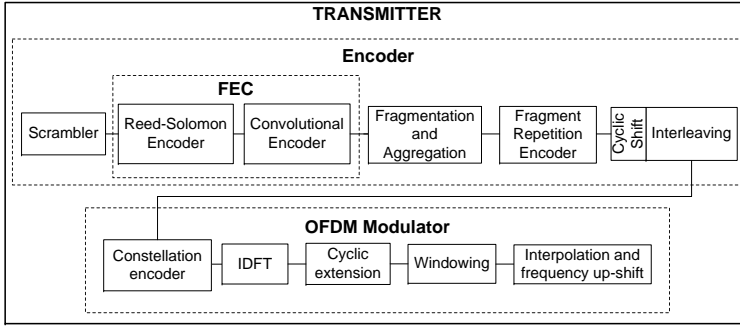 TRANSMITTER
Encoder
FEC
Scrambler
Reed-Solomon
Encoder
Convolutional
Encoder
Fragmentation
and
Aggregation
Fragment
Repetition
Encoder
Cyclic
Shift
Interleaving
OFDM Modulator
Constellation
encoder
IDFT
Cyclic
extension
Windowing
Interpolation and
frequency up-shift